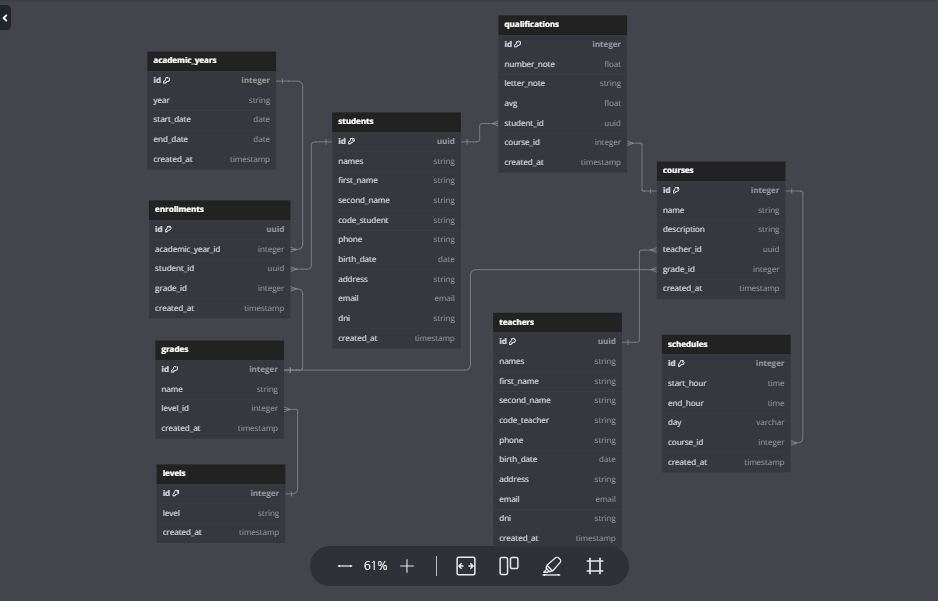 academic_years
id integer
year string
start_date date
end_date date
created_at timestamp
enrollments
id uuid
academic_year_id integer
student_id uuid
grade_id integer
created_at timestamp
grades
id integer
name string
level_id integer
created_at timestamp
levels
id integer
level string
created_at timestamp
students
id uuid
names string
first_name string
second_name string
code_student string
phone string
birth_date date
address string
email email
dni string
created_at timestamp
qualifications
id integer
number_note float
letter_note string
avg float
student_id uuid
course_id integer
created_at timestamp
teachers
id uuid
names string
first_name string
second_name string
code_teacher string
phone string
birth_date date
address string
email email
dni string
created_at timestamp
courses
id integer
name string
description string
teacher_id uuid
grade_id integer
created_at timestamp
schedules
id integer
start_hour time
end_hour time
day varchar
course_id integer
created_at timestamp
61%